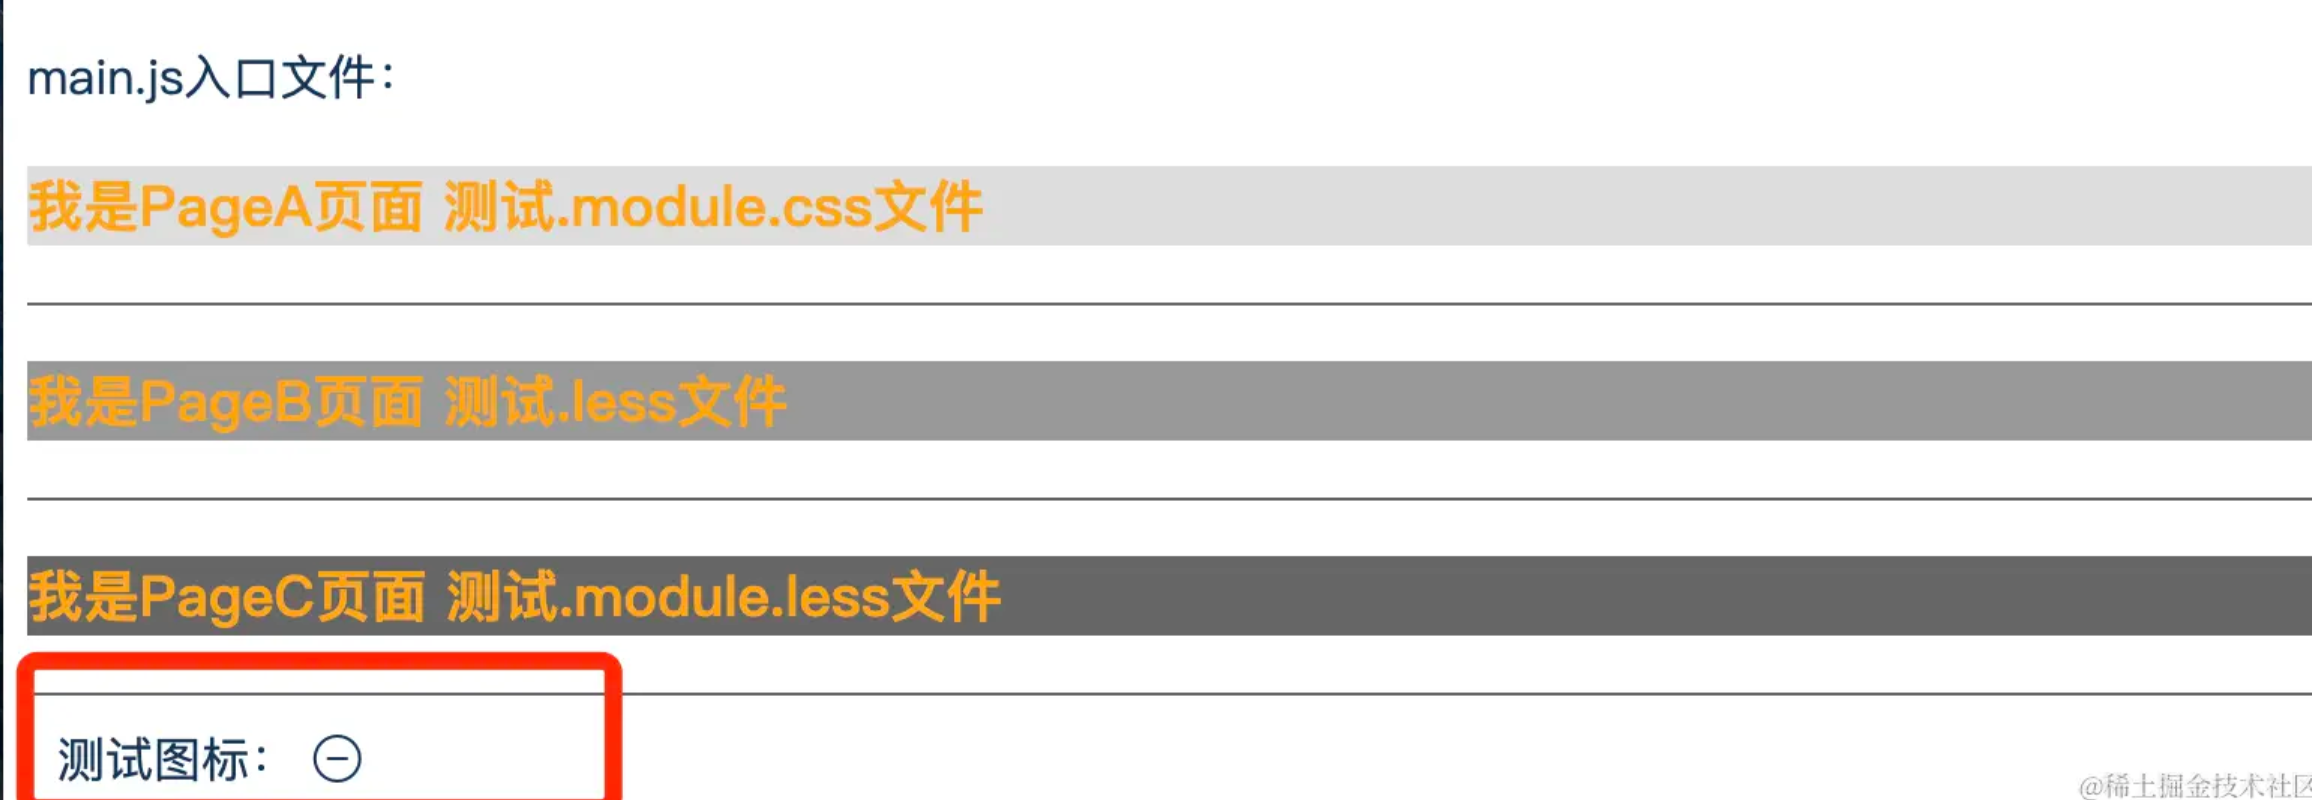 main.js入口文件：
我是PageA页面 测试.module.css文件
我是PageB页面 测试.less文件
我是PageC页面 测试.module.less文件
测试图标：
@稀土掘金技术社区